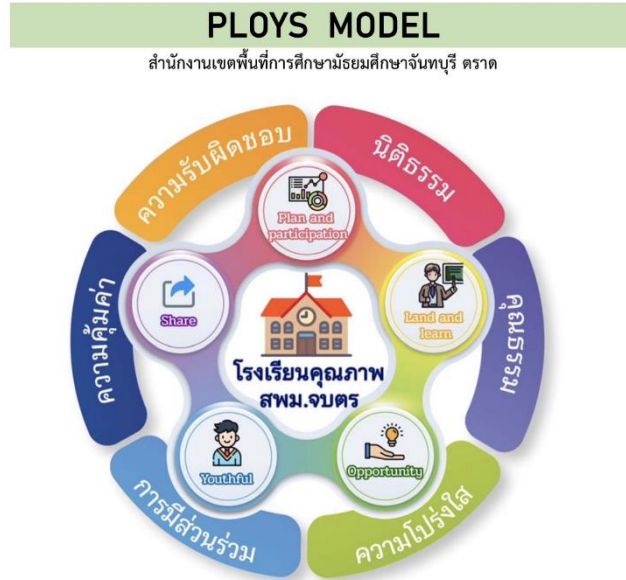 PLOYS MODEL
สำนักงานเขตพื้นที่การศึกษามัธยมศึกษาจันทบุรี ตราด
ความรับผิดชอบ
นิติธรรม
คุณธรรม
ความโปร่งใส
การมีส่วนร่วม
ความคุ้มค่า
Plan and
participation
Land and
learn
Opportunity
Youthful
Share
โรงเรียนคุณภาพ
สพม.จบตร